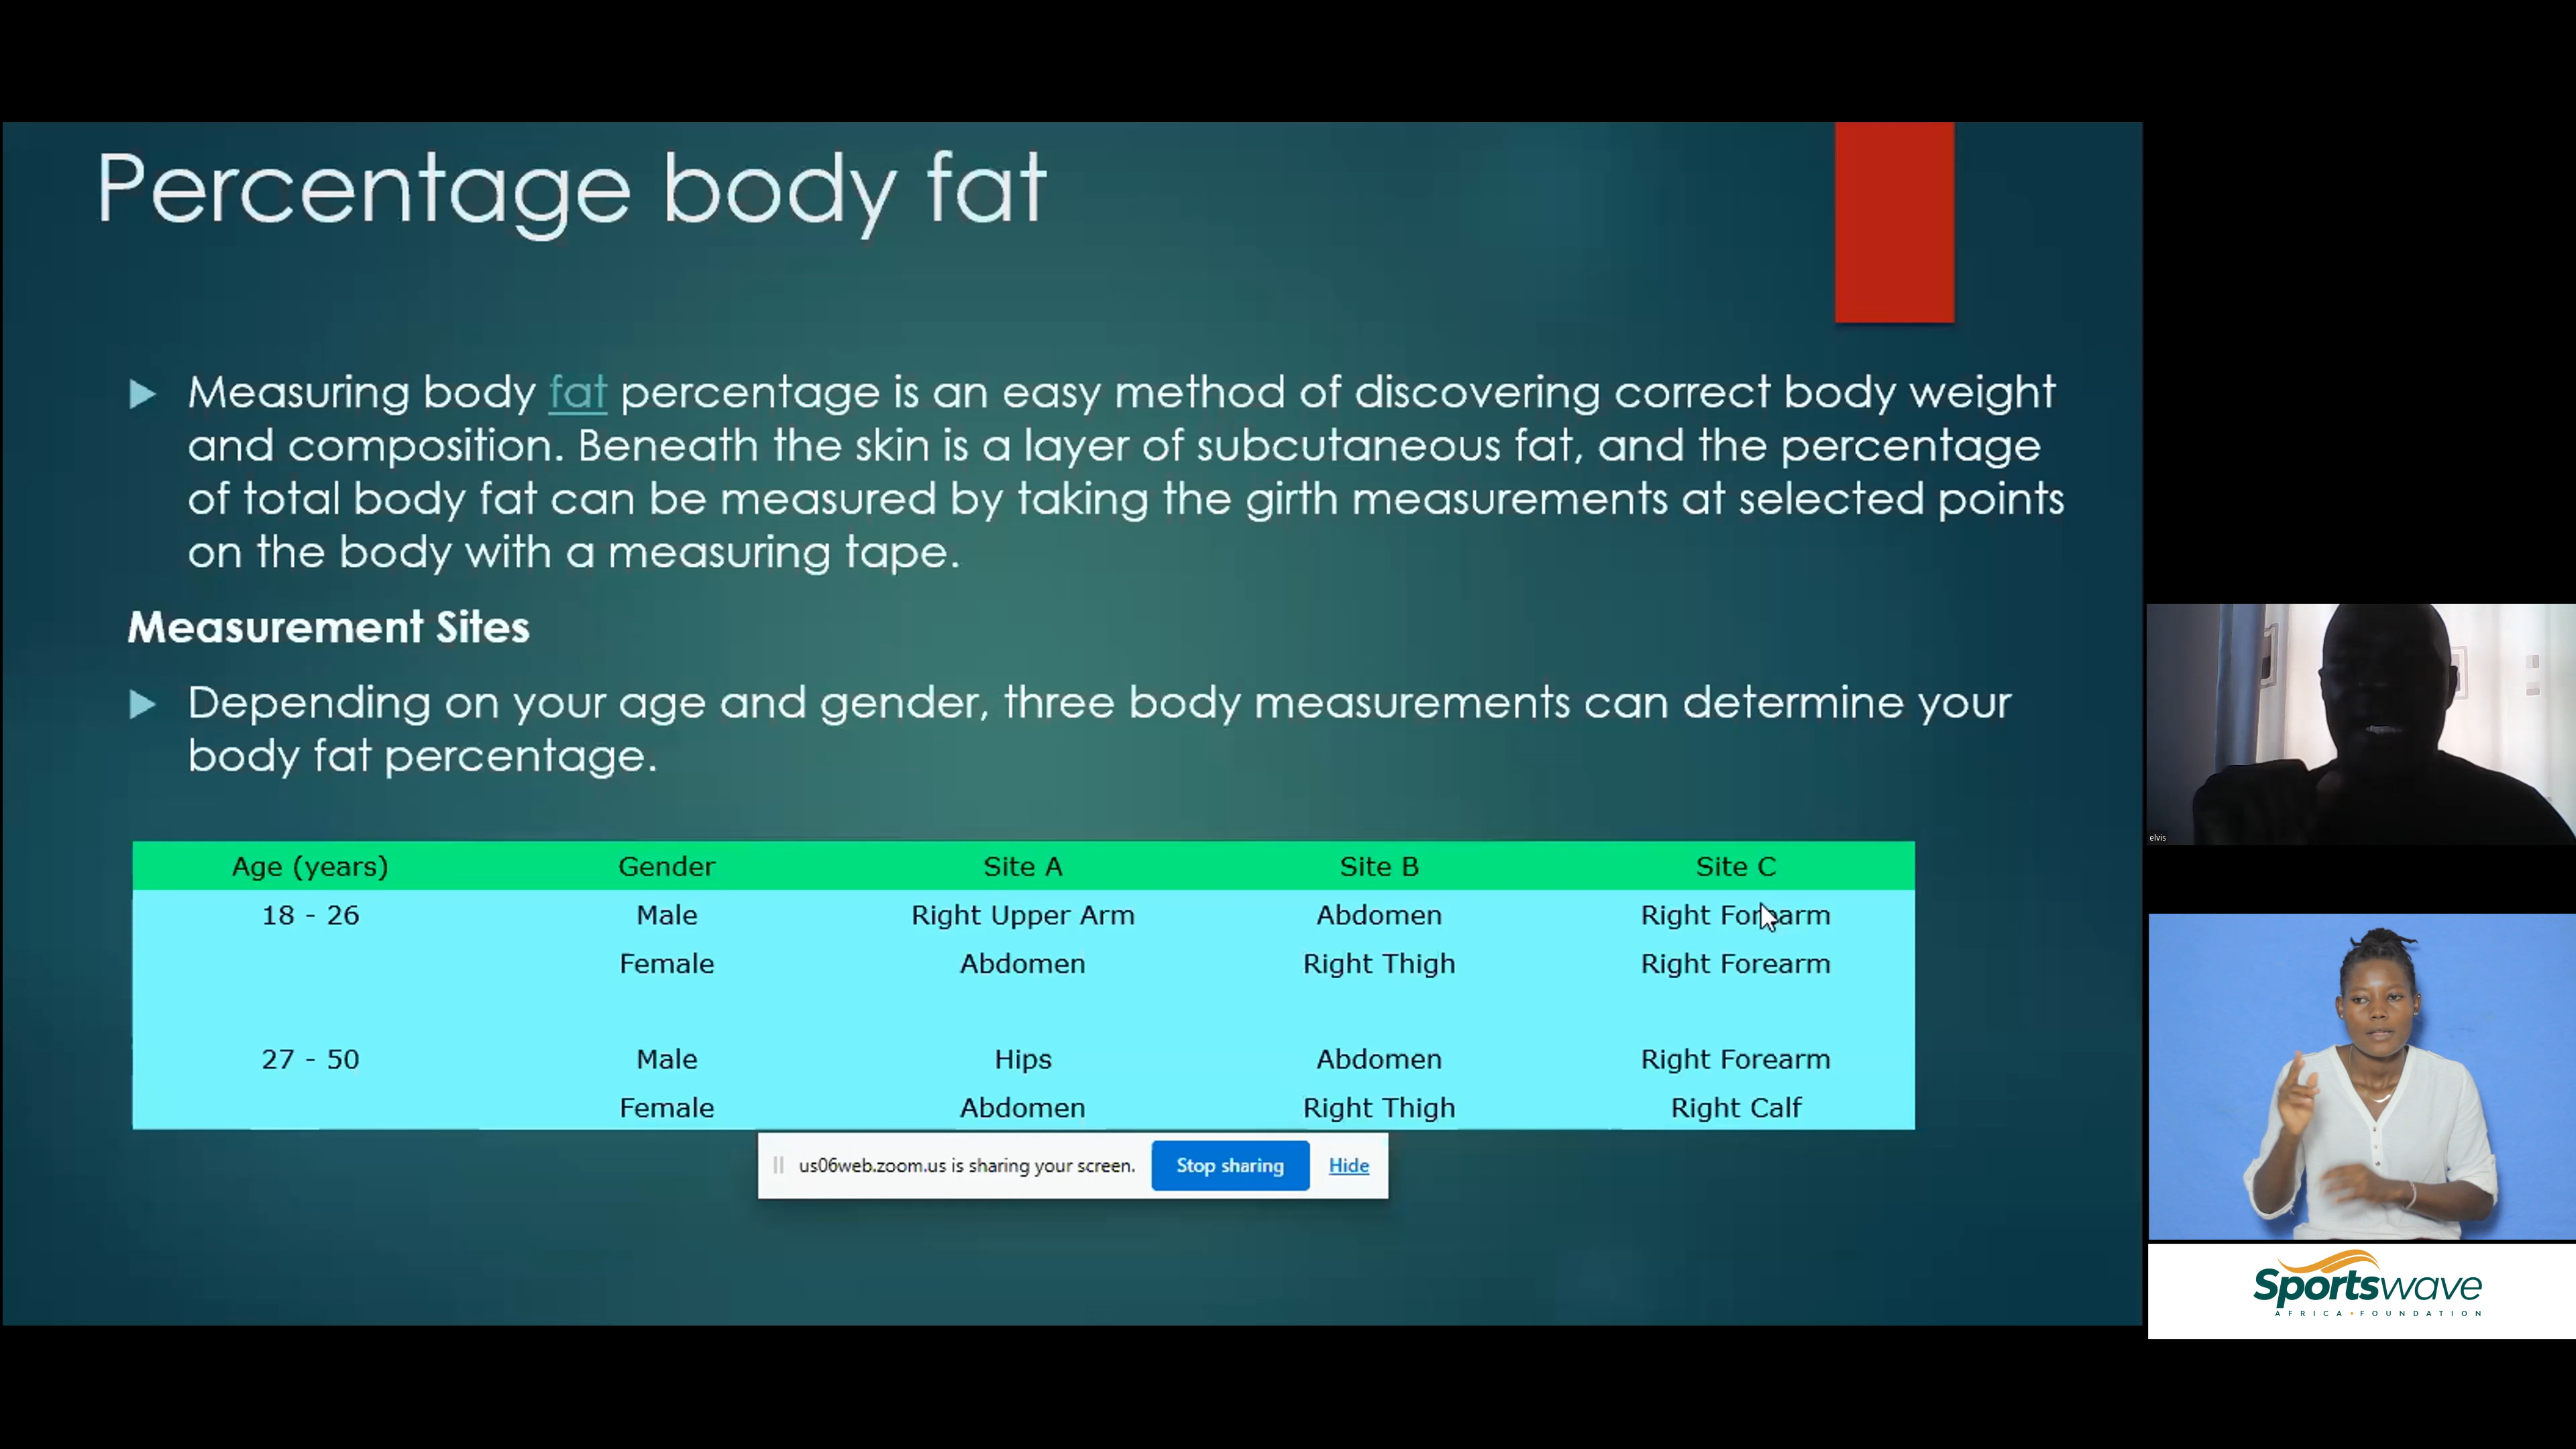 Percentage body fat
Measuring body fat percentage is an easy method of discovering correct body weight
and composition. Beneath the skin is a layer of subcutaneous fat, and the percentage
of total body fat can be measured by taking the girth measurements at selected points
on the body with a measuring tape.
Measurement Sites
Depending on your age and gender, three body measurements can determine your
body fat percentage.
Age (years) Gender Site A Site B Site C
18 - 26 Male Right Upper Arm Abdomen Right Forearm
Female Abdomen Right Thigh Right Forearm
27 - 50 Male Hips Abdomen Right Forearm
Female Abdomen Right Thigh Right Calf
us06web.zoom.us is sharing your screen. Stop sharing Hide
elvis
Sportswave
AFRICA • FOUNDATION